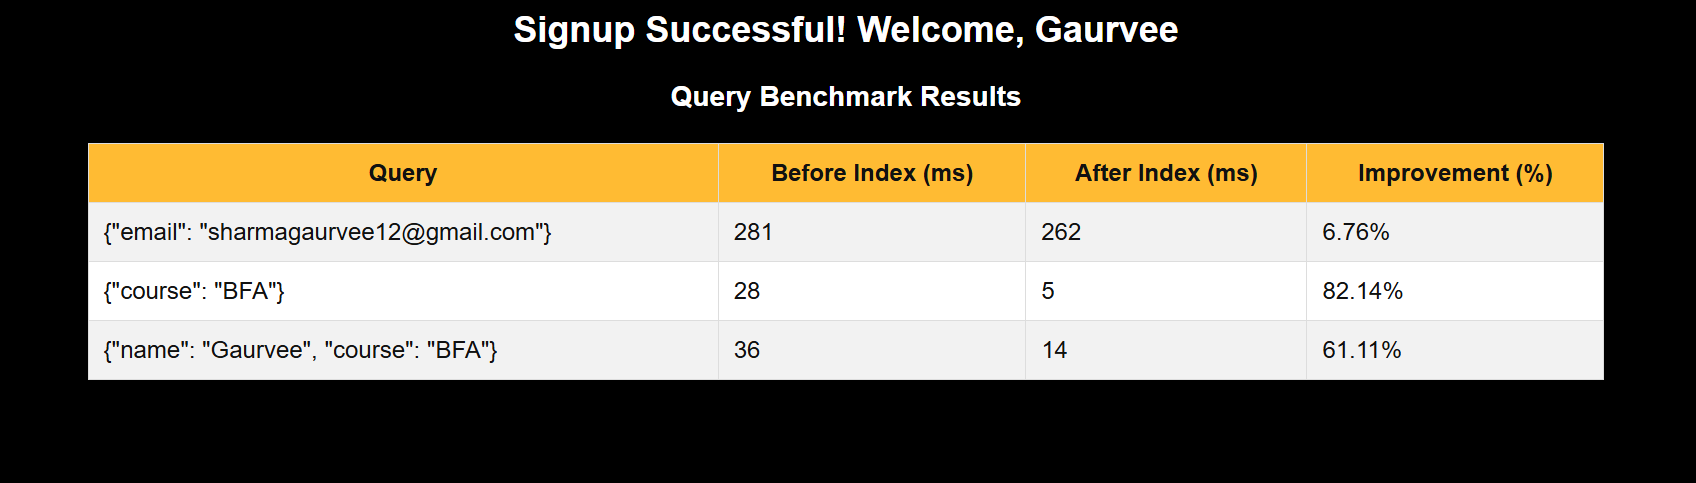 Signup Successful! Welcome, Gaurvee
Query Benchmark Results
Query Before Index (ms) After Index (ms) Improvement (%)
{"email": "sharmagaurvee12@gmail.com"} 281 262 6.76%
{"course": "BFA"} 28 5 82.14%
{"name": "Gaurvee", "course": "BFA"} 36 14 61.11%